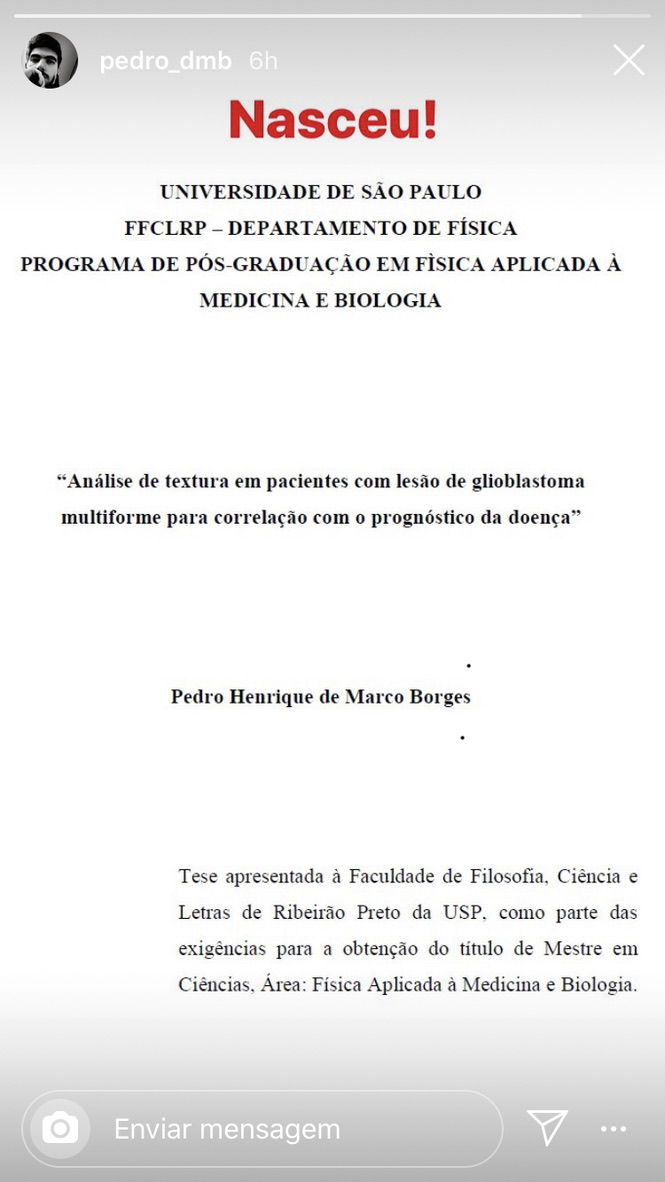 pedro_dmb 6h
Nasceu!
UNIVERSIDADE DE SÃO PAULO
FFCLRP – DEPARTAMENTO DE FÍSICA
PROGRAMA DE PÓS-GRADUAÇÃO EM FÌSICA APLICADA À
MEDICINA E BIOLOGIA
“Análise de textura em pacientes com lesão de glioblastoma
multiforme para correlação com o prognóstico da doença”
.
Pedro Henrique de Marco Borges
.
Tese apresentada à Faculdade de Filosofia, Ciência e
Letras de Ribeirão Preto da USP, como parte das
exigências para a obtenção do título de Mestre em
Ciências, Área: Física Aplicada à Medicina e Biologia.
Enviar mensagem